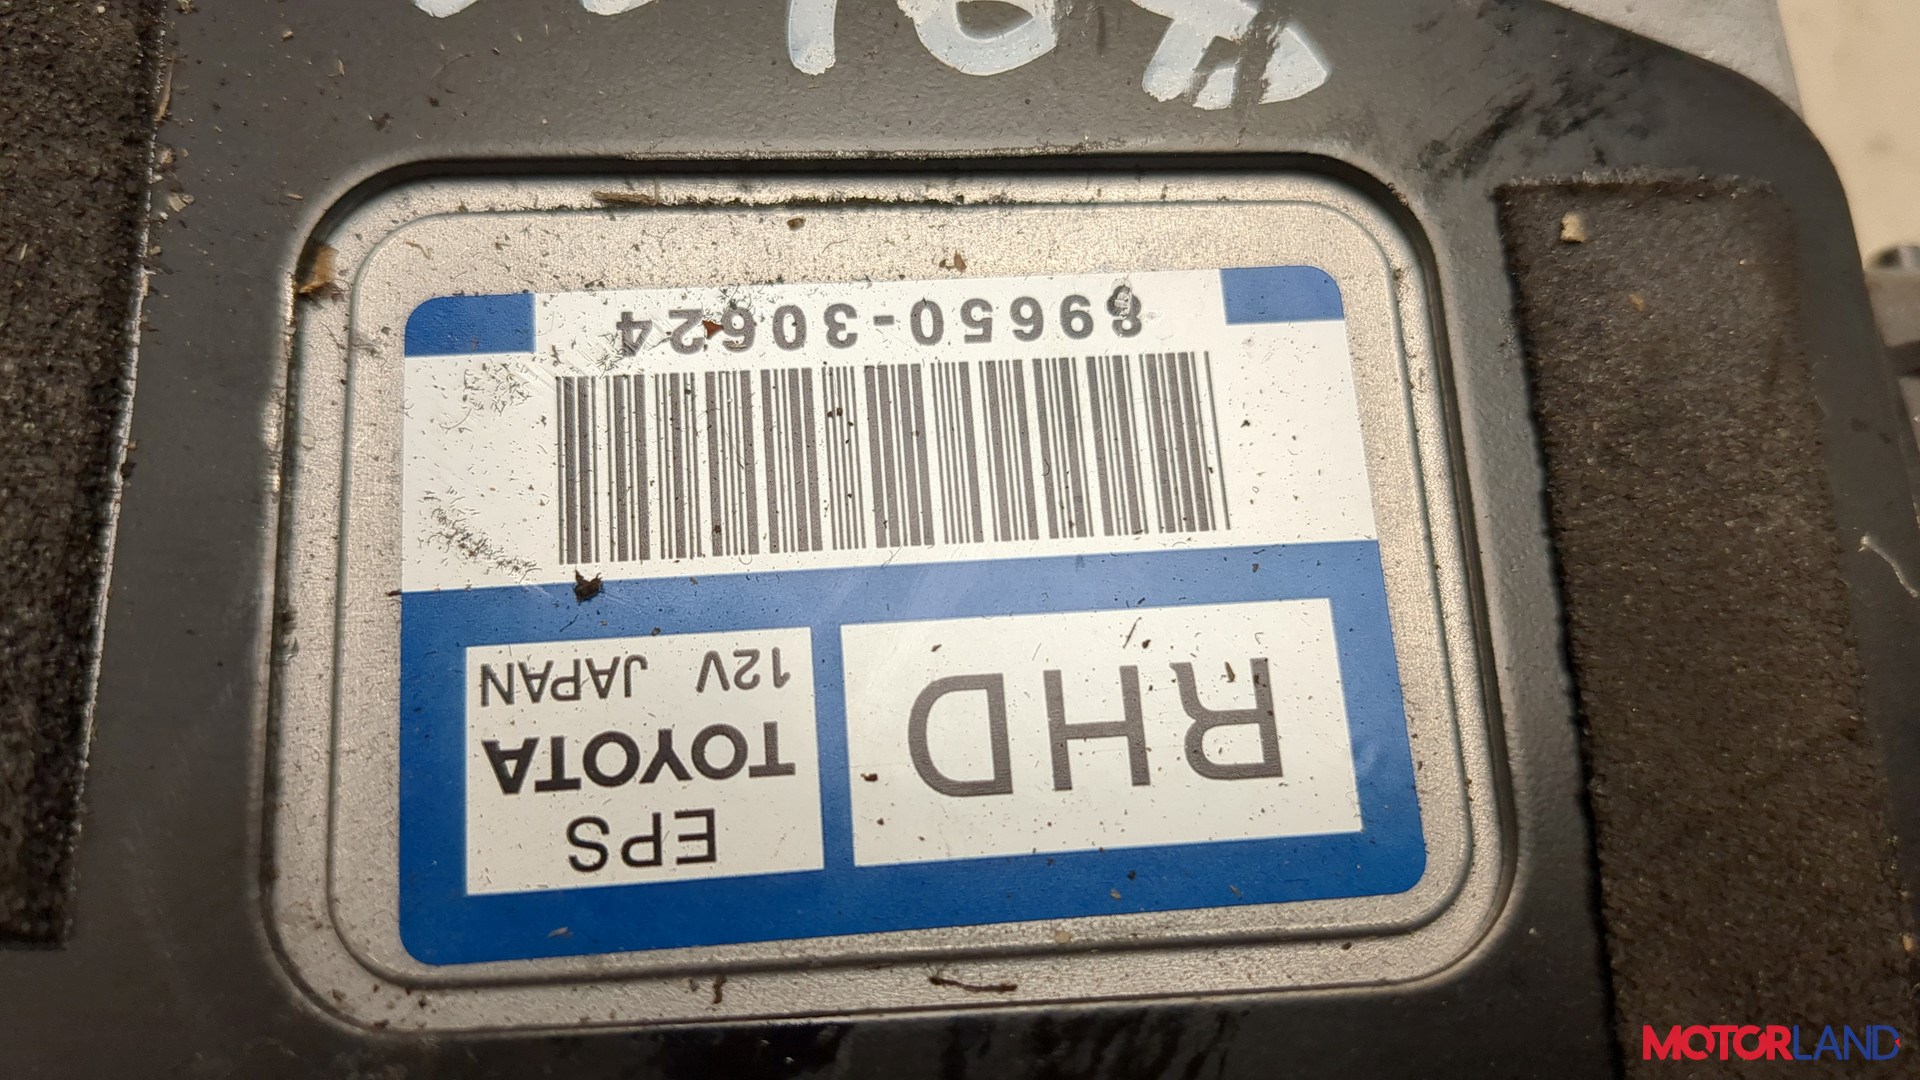 RHD
EPS
TOYOTA
12V JAPAN
89650-30624
MOTORLAND